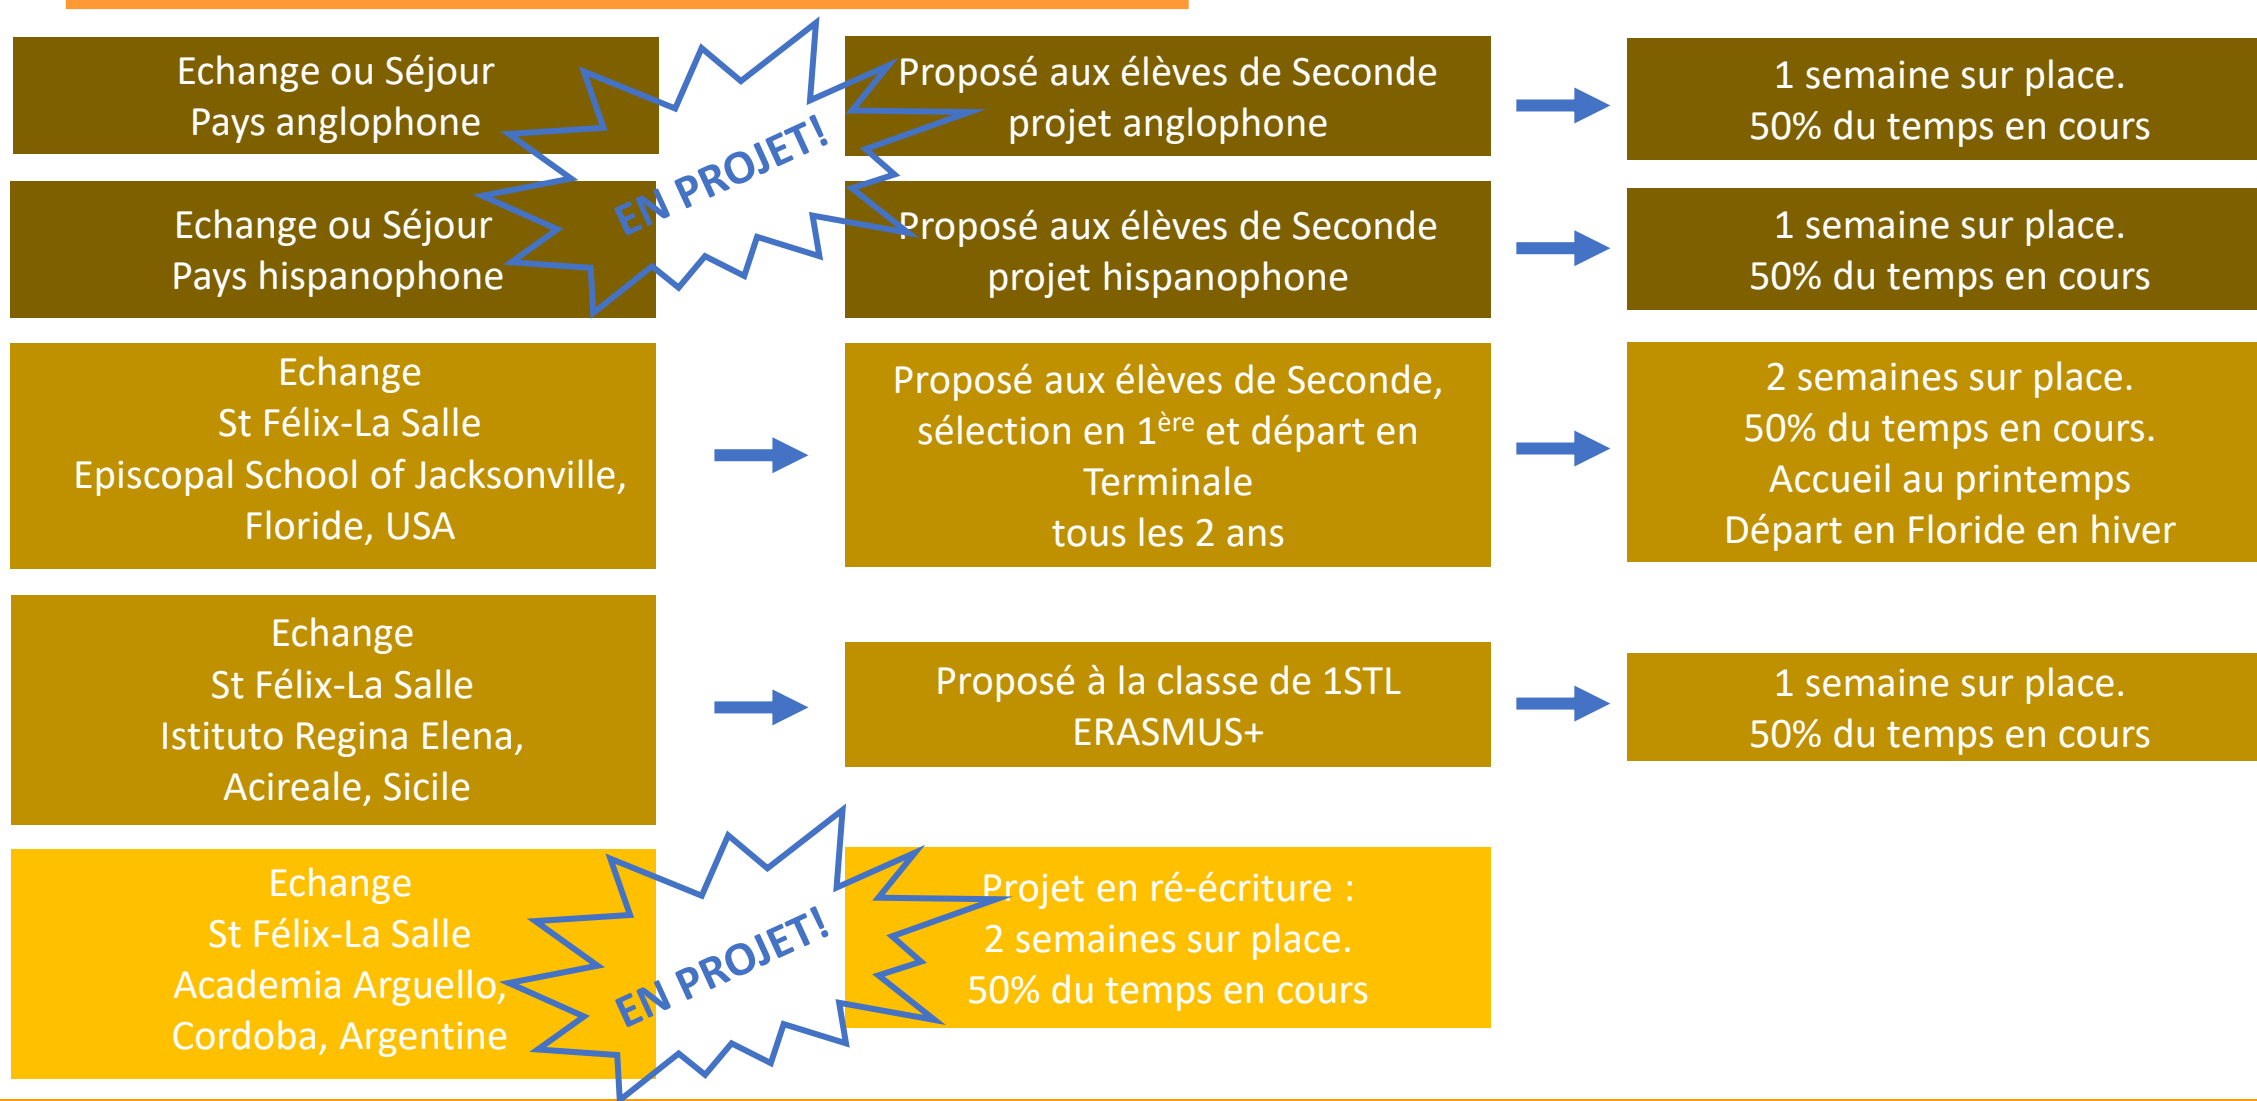 Echange ou Séjour
Pays anglophone
EN PROJET!
Proposé aux élèves de Seconde
projet anglophone
1 semaine sur place.
50% du temps en cours
Echange ou Séjour
Pays hispanophone
Proposé aux élèves de Seconde
projet hispanophone
1 semaine sur place.
50% du temps en cours
Echange
St Félix-La Salle
Episcopal School of Jacksonville,
Floride, USA
Proposé aux élèves de Seconde,
sélection en 1ère et départ en
Terminale
tous les 2 ans
2 semaines sur place.
50% du temps en cours.
Accueil au printemps
Départ en Floride en hiver
Echange
St Félix-La Salle
Istituto Regina Elena,
Acireale, Sicile
Proposé à la classe de 1STL
ERASMUS+
1 semaine sur place.
50% du temps en cours
Echange
St Félix-La Salle
Academia Arguello,
Cordoba, Argentine
EN PROJET!
Projet en ré-écriture :
2 semaines sur place.
50% du temps en cours